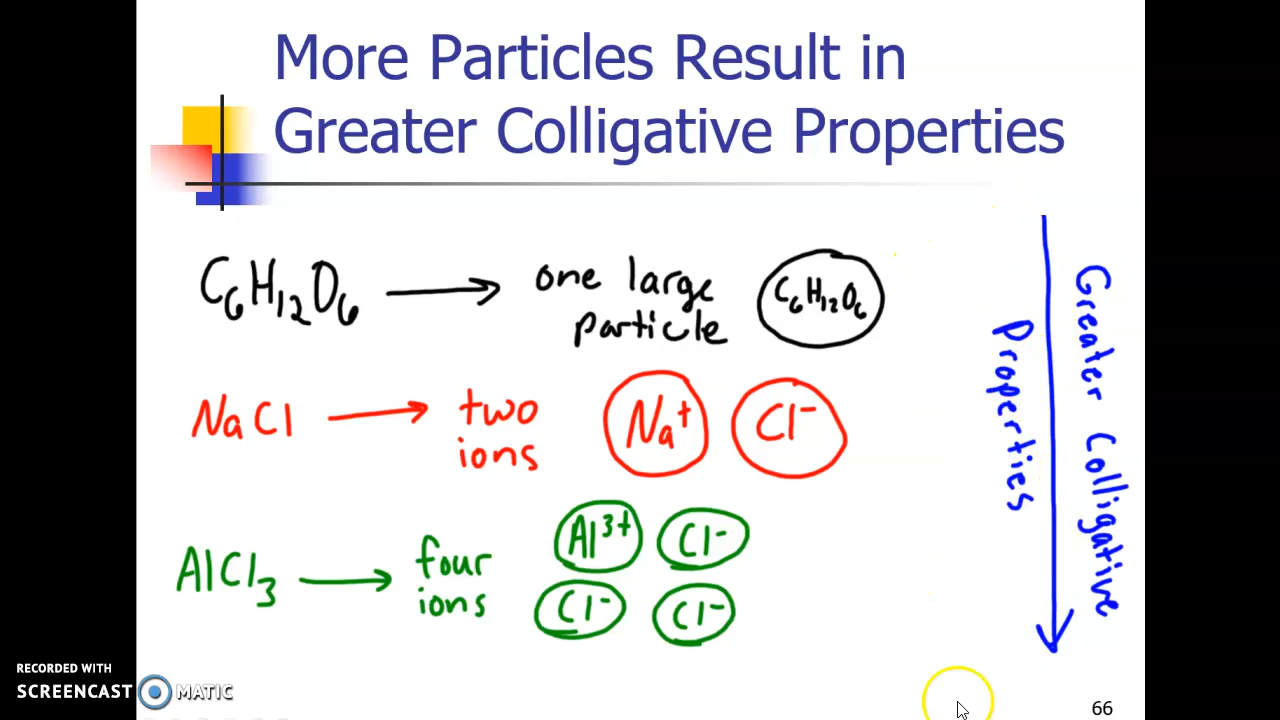 More Particles Result in
Greater Colligative Properties
C₆H₁₂O₆ → one large
particle
C₆H₁₂O₆
NaCl → two
ions
Na⁺ Cl⁻
AlCl₃ → four
ions
Al³⁺ Cl⁻
Cl⁻ Cl⁻
Greater Colligative
Properties
RECORDED WITH
SCREENCAST MATIC
66